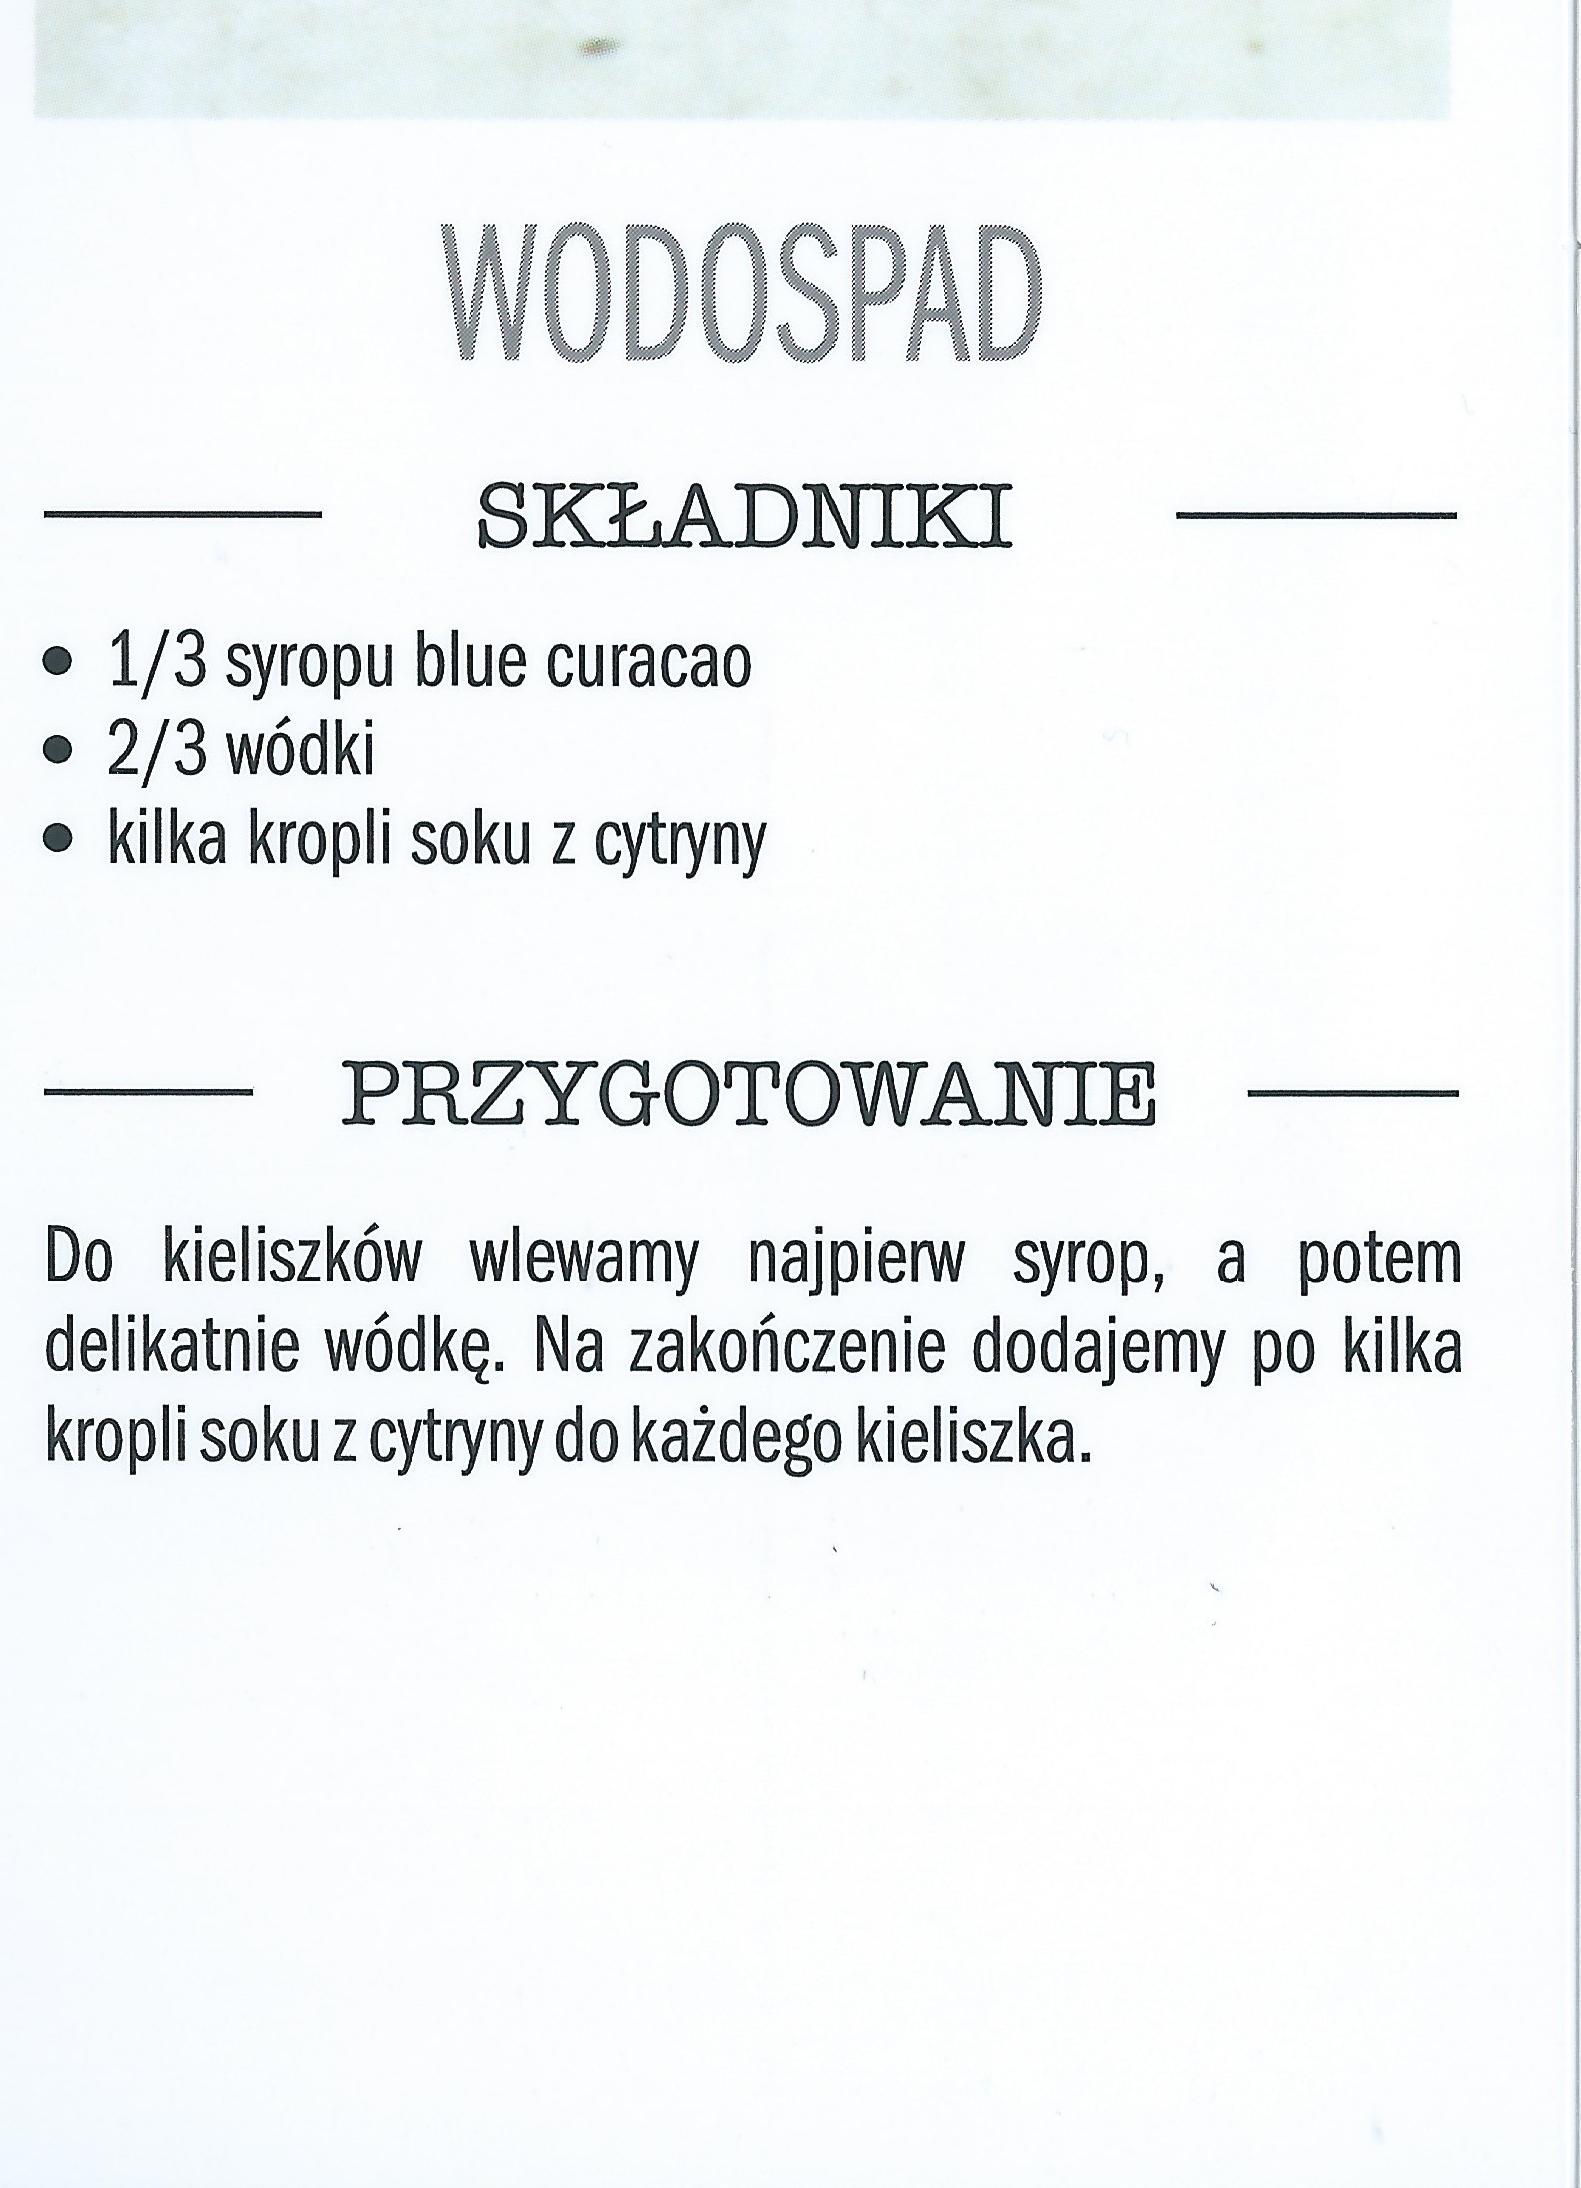 WODOSPAD
SKŁADNIKI
• 1/3 syropu blue curacao
• 2/3 wódki
• kilka kropli soku z cytryny
PRZYGOTOWANIE
Do kieliszków wlewamy najpierw syrop, a potem
delikatnie wódkę. Na zakończenie dodajemy po kilka
kropli soku z cytryny do każdego kieliszka.